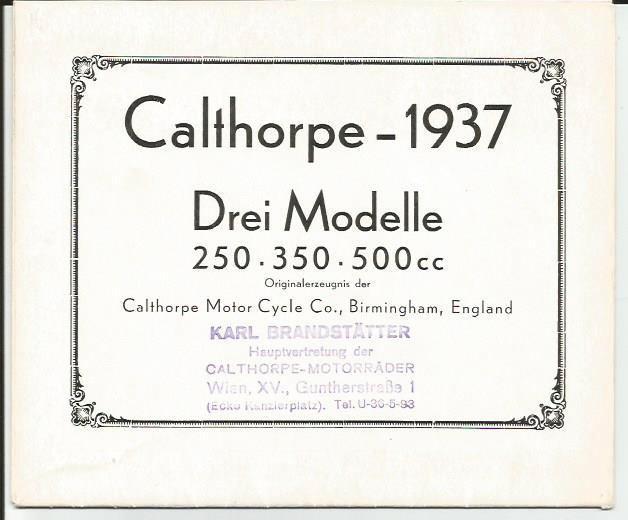 Calthorpe – 1937
Drei Modelle
250 · 350 · 500cc
Originalerzeugnis der
Calthorpe Motor Cycle Co., Birmingham, England
KARL BRANDSTÄTTER
Hauptvertretung der
CALTHORPE-MOTORRÄDER
Wien, XV., Guntherstraße 1
(Ecke Kanzlerplatz). Tel. U-36-5-93